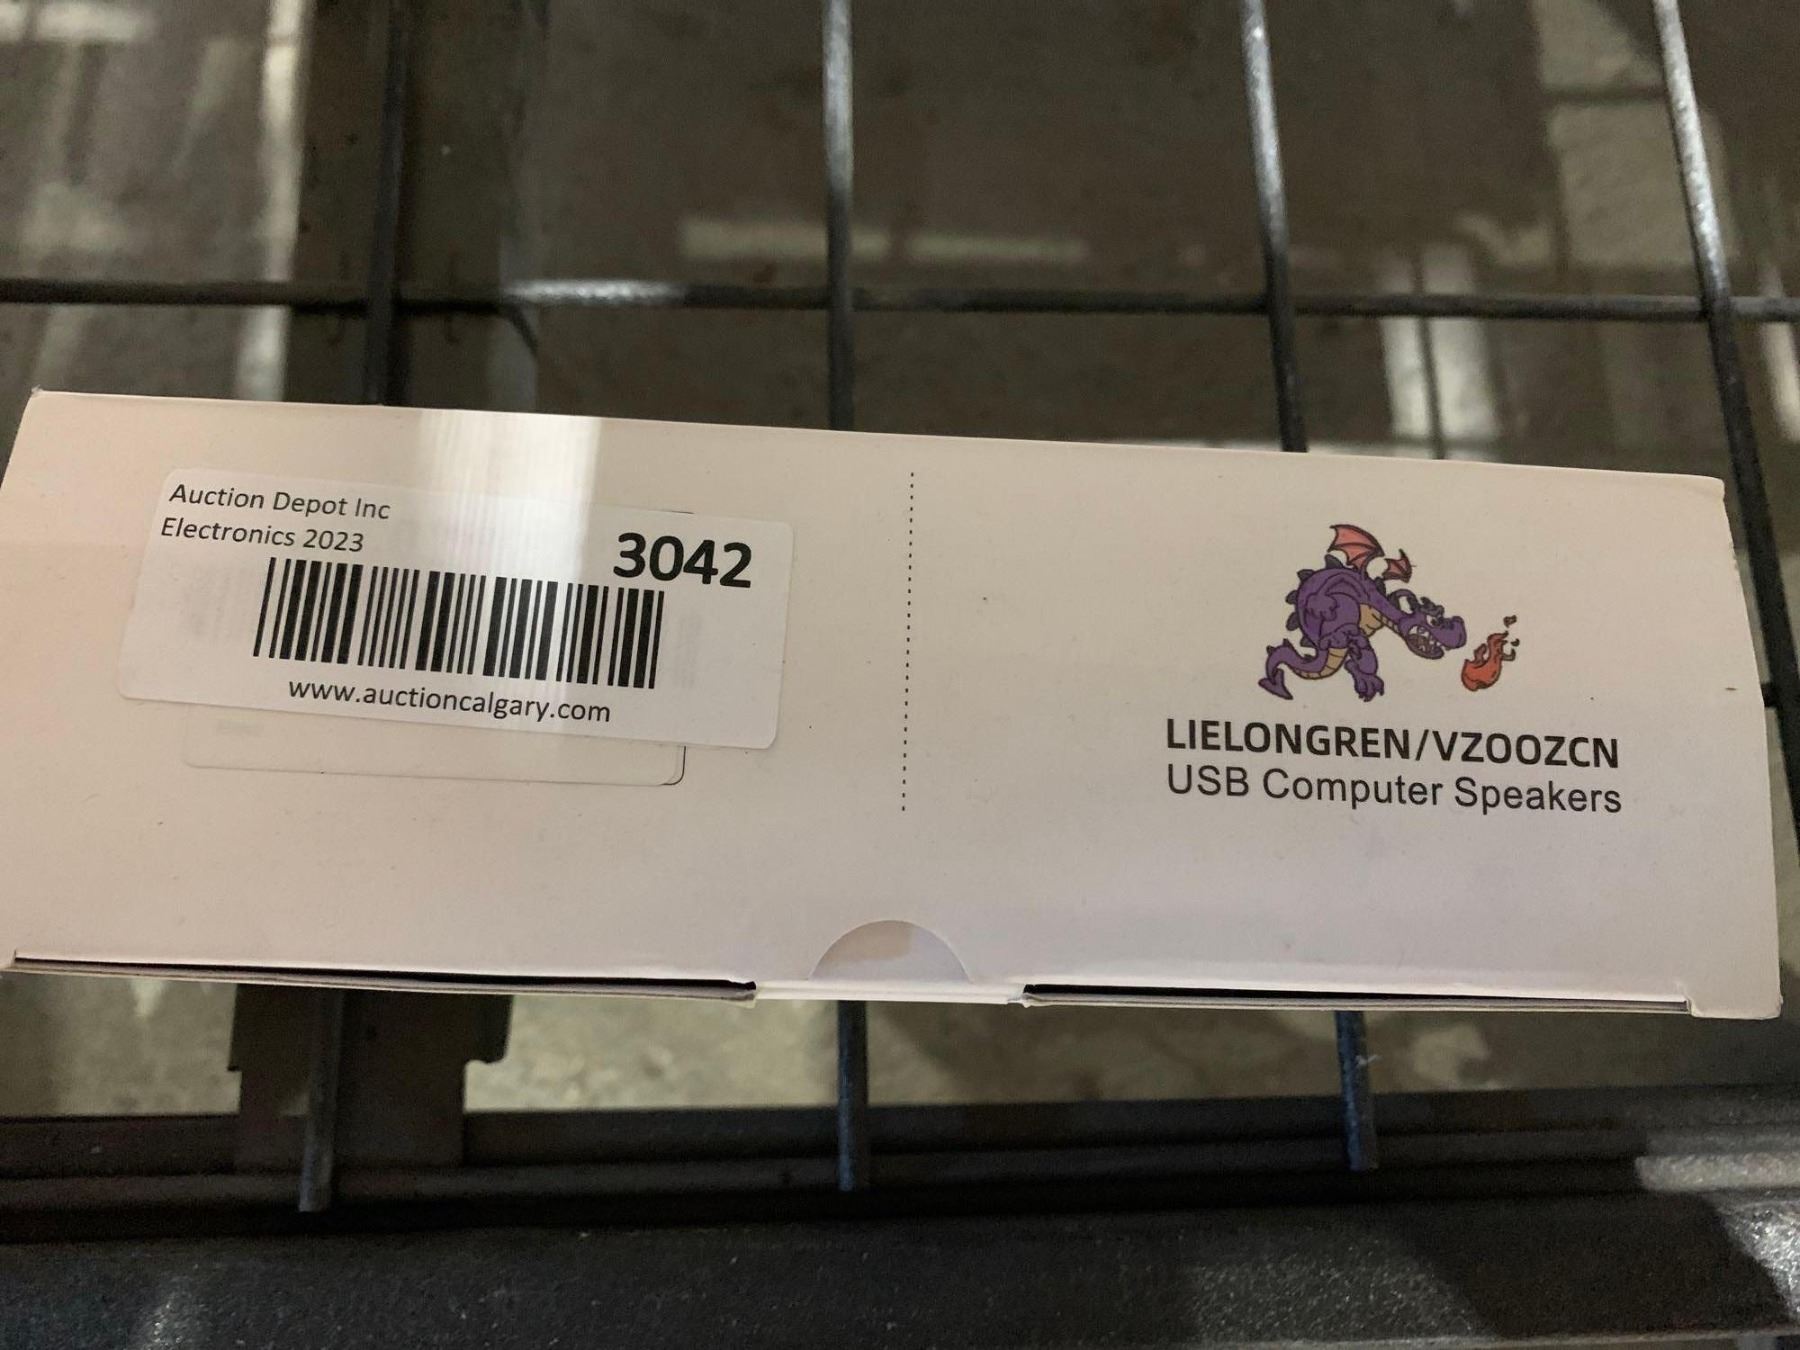 Auction Depot Inc
Electronics 2023
3042
www.auctioncalgary.com
LIELONGREN/VZOOZCN
USB Computer Speakers